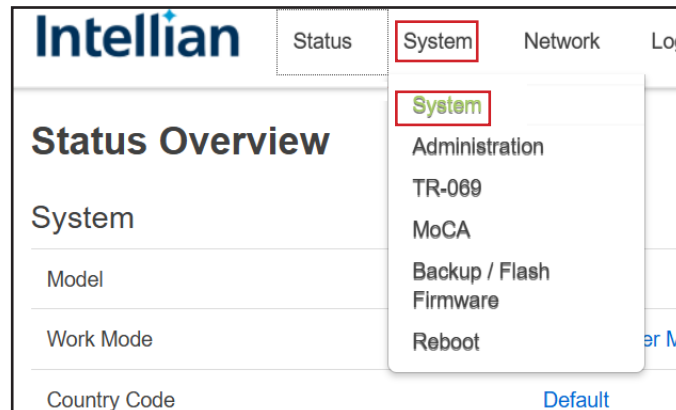 Intellian Status System Network
System
Status Overview
Administration
TR-069
System
MoCA
Model
Backup / Flash
Firmware
Work Mode
Reboot
Country Code Default